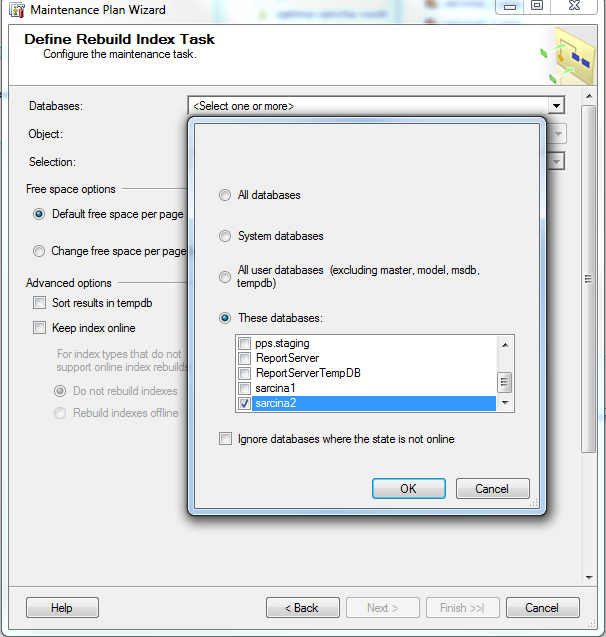 Maintenance Plan Wizard
Define Rebuild Index Task
Configure the maintenance task.
Databases:
<Select one or more>
Object:
Selection:
Free space options
Default free space per page
Change free space per page
Advanced options
Sort results in tempdb
Keep index online
For index types that do not
support online index rebuilds
Do not rebuild indexes
Rebuild indexes offline
All databases
System databases
All user databases (excluding master, model, msdb,
tempdb)
These databases:
pps.staging
ReportServer
ReportServerTempDB
sarcina1
sarcina2
Ignore databases where the state is not online
OK
Cancel
Help
< Back
Next >
Finish >>|
Cancel